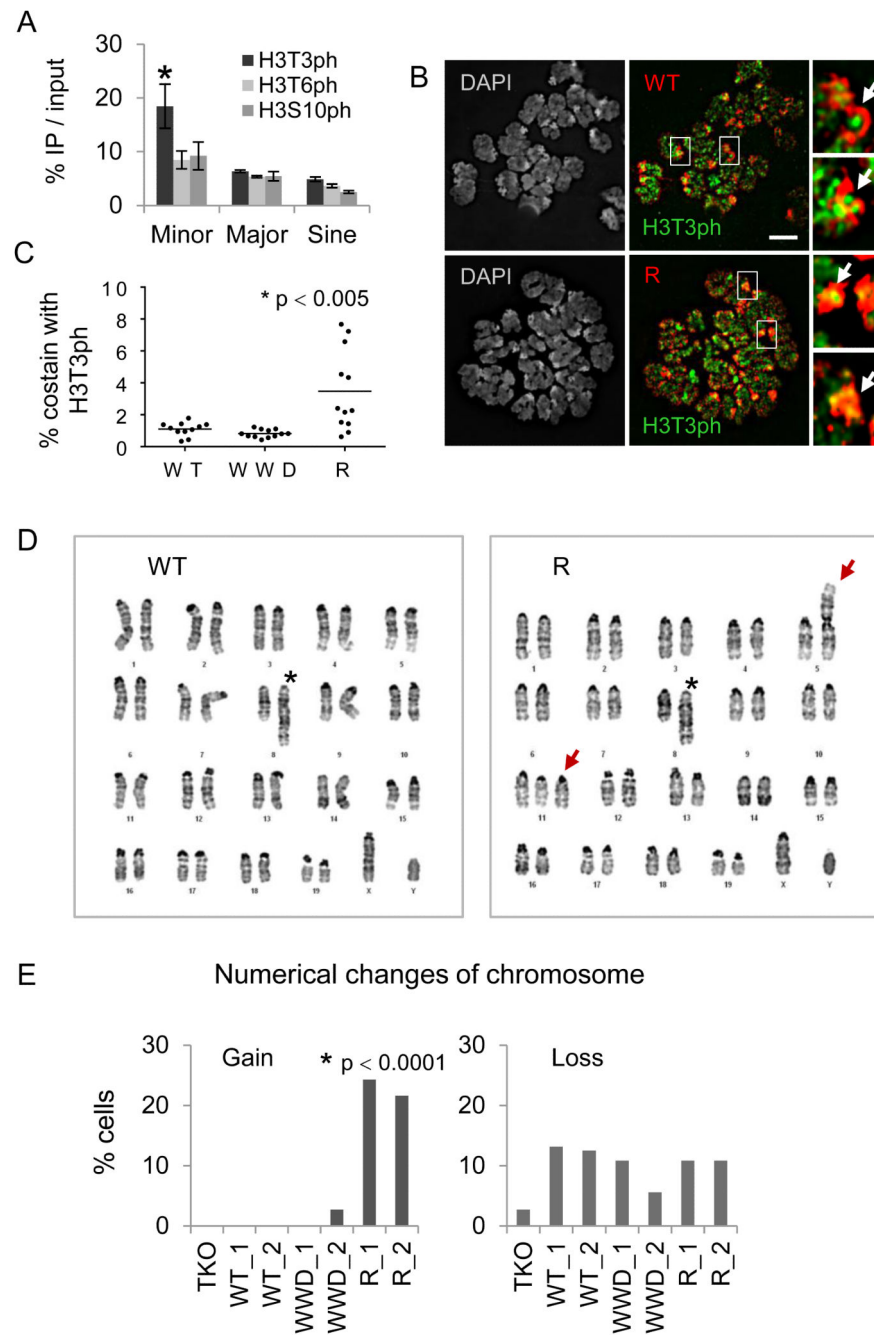 A
30
20
10
0
% IP / input
*
H3T3ph
H3T6ph
H3S10ph
Minor Major Sine
B
DAPI
WT
H3T3ph
DAPI
R
H3T3ph
C
10
8
6
4
2
0
% costain with
H3T3ph
* p < 0.005
W T W W D R
D
WT
1 2 3 4 5
*
6 7 8 9 10
11 12 13 14 15
16 17 18 19 X Y
R
1 2 3 4 5
*
6 7 8 9 10
11 12 13 14 15
16 17 18 19 X Y
E
Numerical changes of chromosome
30
20
10
0
% cells
Gain
* p < 0.0001
TKO
WT_1
WT_2
WWD_1
WWD_2
R_1
R_2
30
20
10
0
Loss
TKO
WT_1
WT_2
WWD_1
WWD_2
R_1
R_2